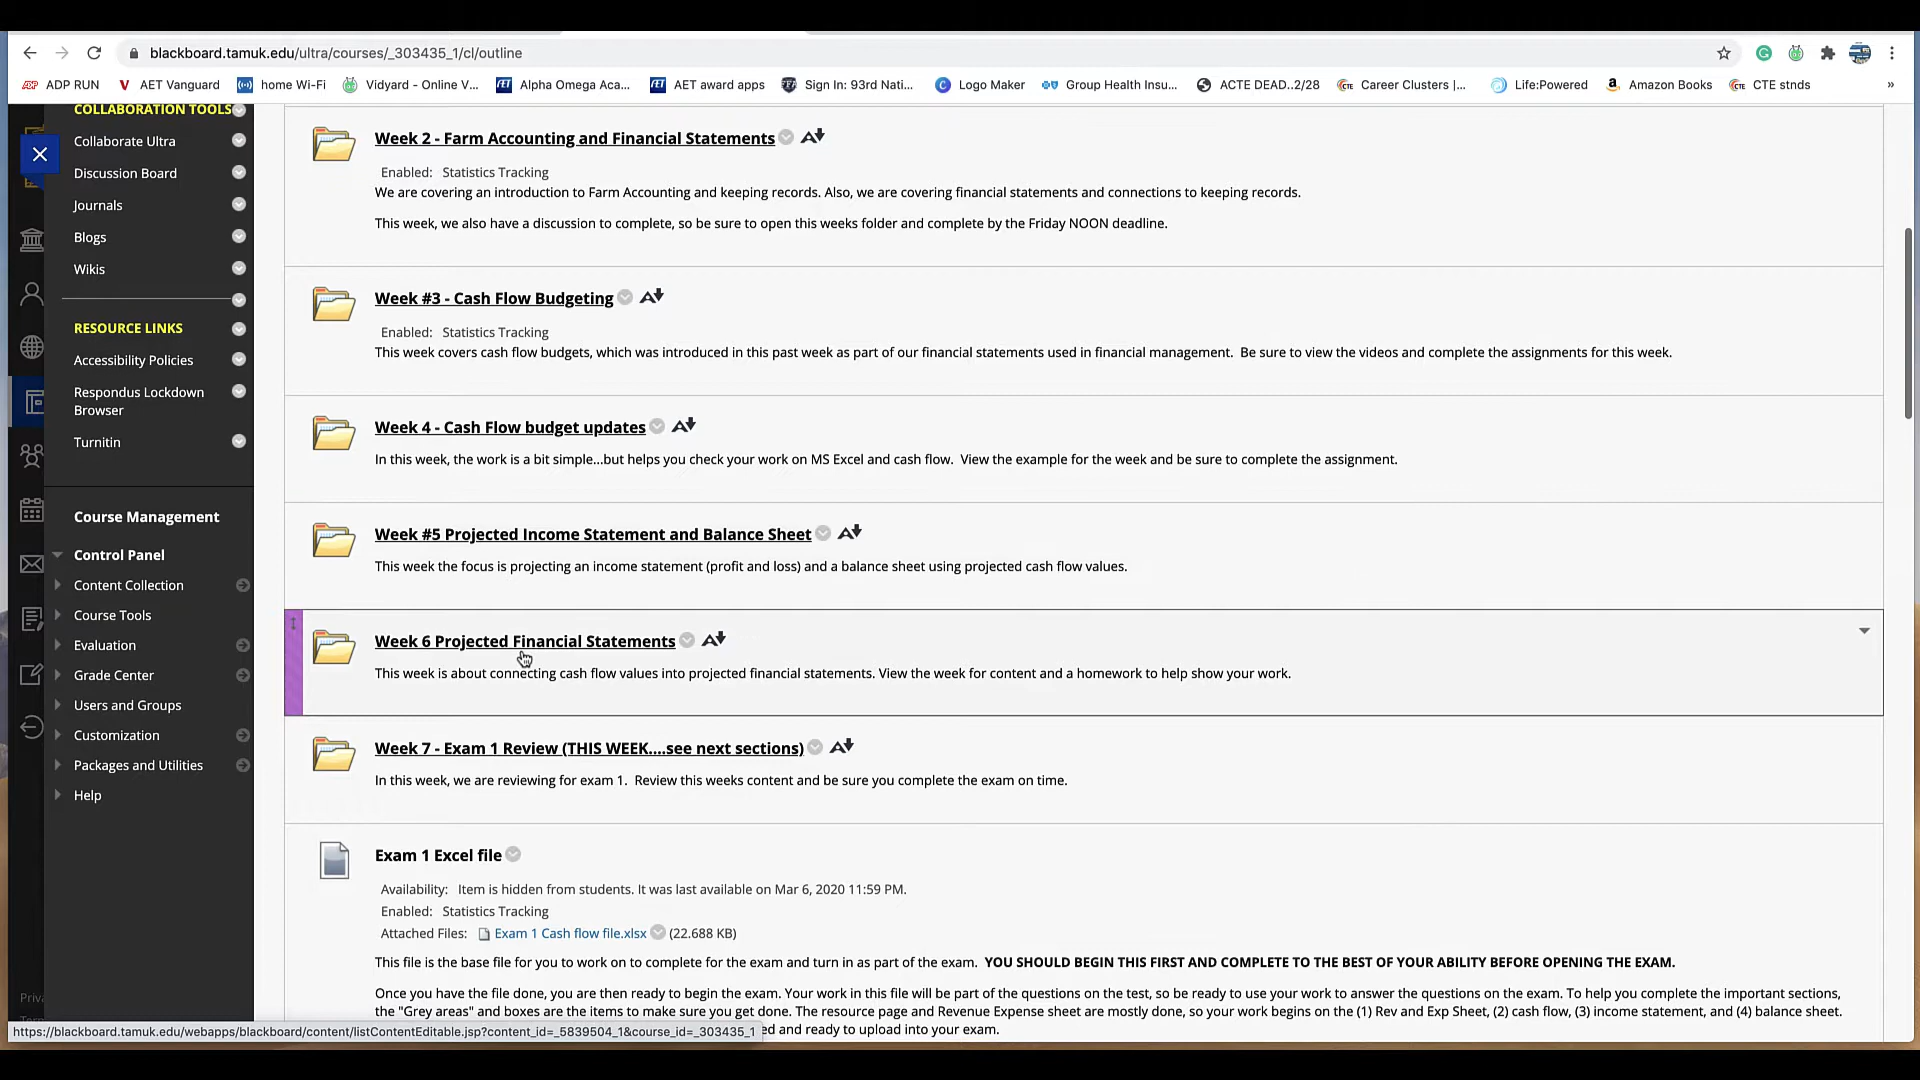 blackboard.tamuk.edu/ultra/courses/_303435_1/cl/outline
ADP RUN
AET Vanguard
home Wi-Fi
Vidyard - Online V...
AET
Alpha Omega Aca...
AET
AET award apps
Sign In: 93rd Nati...
Logo Maker
Group Health Insu...
ACTE DEAD..2/28
Career Clusters |...
Life:Powered
Amazon Books
CTE stnds
»
COLLABORATION TOOLS
Collaborate Ultra
Discussion Board
Journals
Blogs
Wikis
RESOURCE LINKS
Accessibility Policies
Respondus Lockdown
Browser
Turnitin
Course Management
Control Panel
Content Collection
Course Tools
Evaluation
Grade Center
Users and Groups
Customization
Packages and Utilities
Help
Week 2 - Farm Accounting and Financial Statements
Enabled: Statistics Tracking
We are covering an introduction to Farm Accounting and keeping records. Also, we are covering financial statements and connections to keeping records.
This week, we also have a discussion to complete, so be sure to open this weeks folder and complete by the Friday NOON deadline.
Week #3 - Cash Flow Budgeting
Enabled: Statistics Tracking
This week covers cash flow budgets, which was introduced in this past week as part of our financial statements used in financial management. Be sure to view the videos and complete the assignments for this week.
Week 4 - Cash Flow budget updates
In this week, the work is a bit simple...but helps you check your work on MS Excel and cash flow. View the example for the week and be sure to complete the assignment.
Week #5 Projected Income Statement and Balance Sheet
This week the focus is projecting an income statement (profit and loss) and a balance sheet using projected cash flow values.
Week 6 Projected Financial Statements
This week is about connecting cash flow values into projected financial statements. View the week for content and a homework to help show your work.
Week 7 - Exam 1 Review (THIS WEEK....see next sections)
In this week, we are reviewing for exam 1. Review this weeks content and be sure you complete the exam on time.
Exam 1 Excel file
Availability: Item is hidden from students. It was last available on Mar 6, 2020 11:59 PM.
Enabled: Statistics Tracking
Attached Files: Exam 1 Cash flow file.xlsx (22.688 KB)
This file is the base file for you to work on to complete for the exam and turn in as part of the exam. YOU SHOULD BEGIN THIS FIRST AND COMPLETE TO THE BEST OF YOUR ABILITY BEFORE OPENING THE EXAM.
Once you have the file done, you are then ready to begin the exam. Your work in this file will be part of the questions on the test, so be ready to use your work to answer the questions on the exam. To help you complete the important sections,
the "Grey areas" and boxes are the items to make sure you get done. The resource page and Revenue Expense sheet are mostly done, so your work begins on the (1) Rev and Exp Sheet, (2) cash flow, (3) income statement, and (4) balance sheet.
ed and ready to upload into your exam.
Priv
https://blackboard.tamuk.edu/webapps/blackboard/content/listContentEditable.jsp?content_id=_5839504_1&course_id=_303435_1